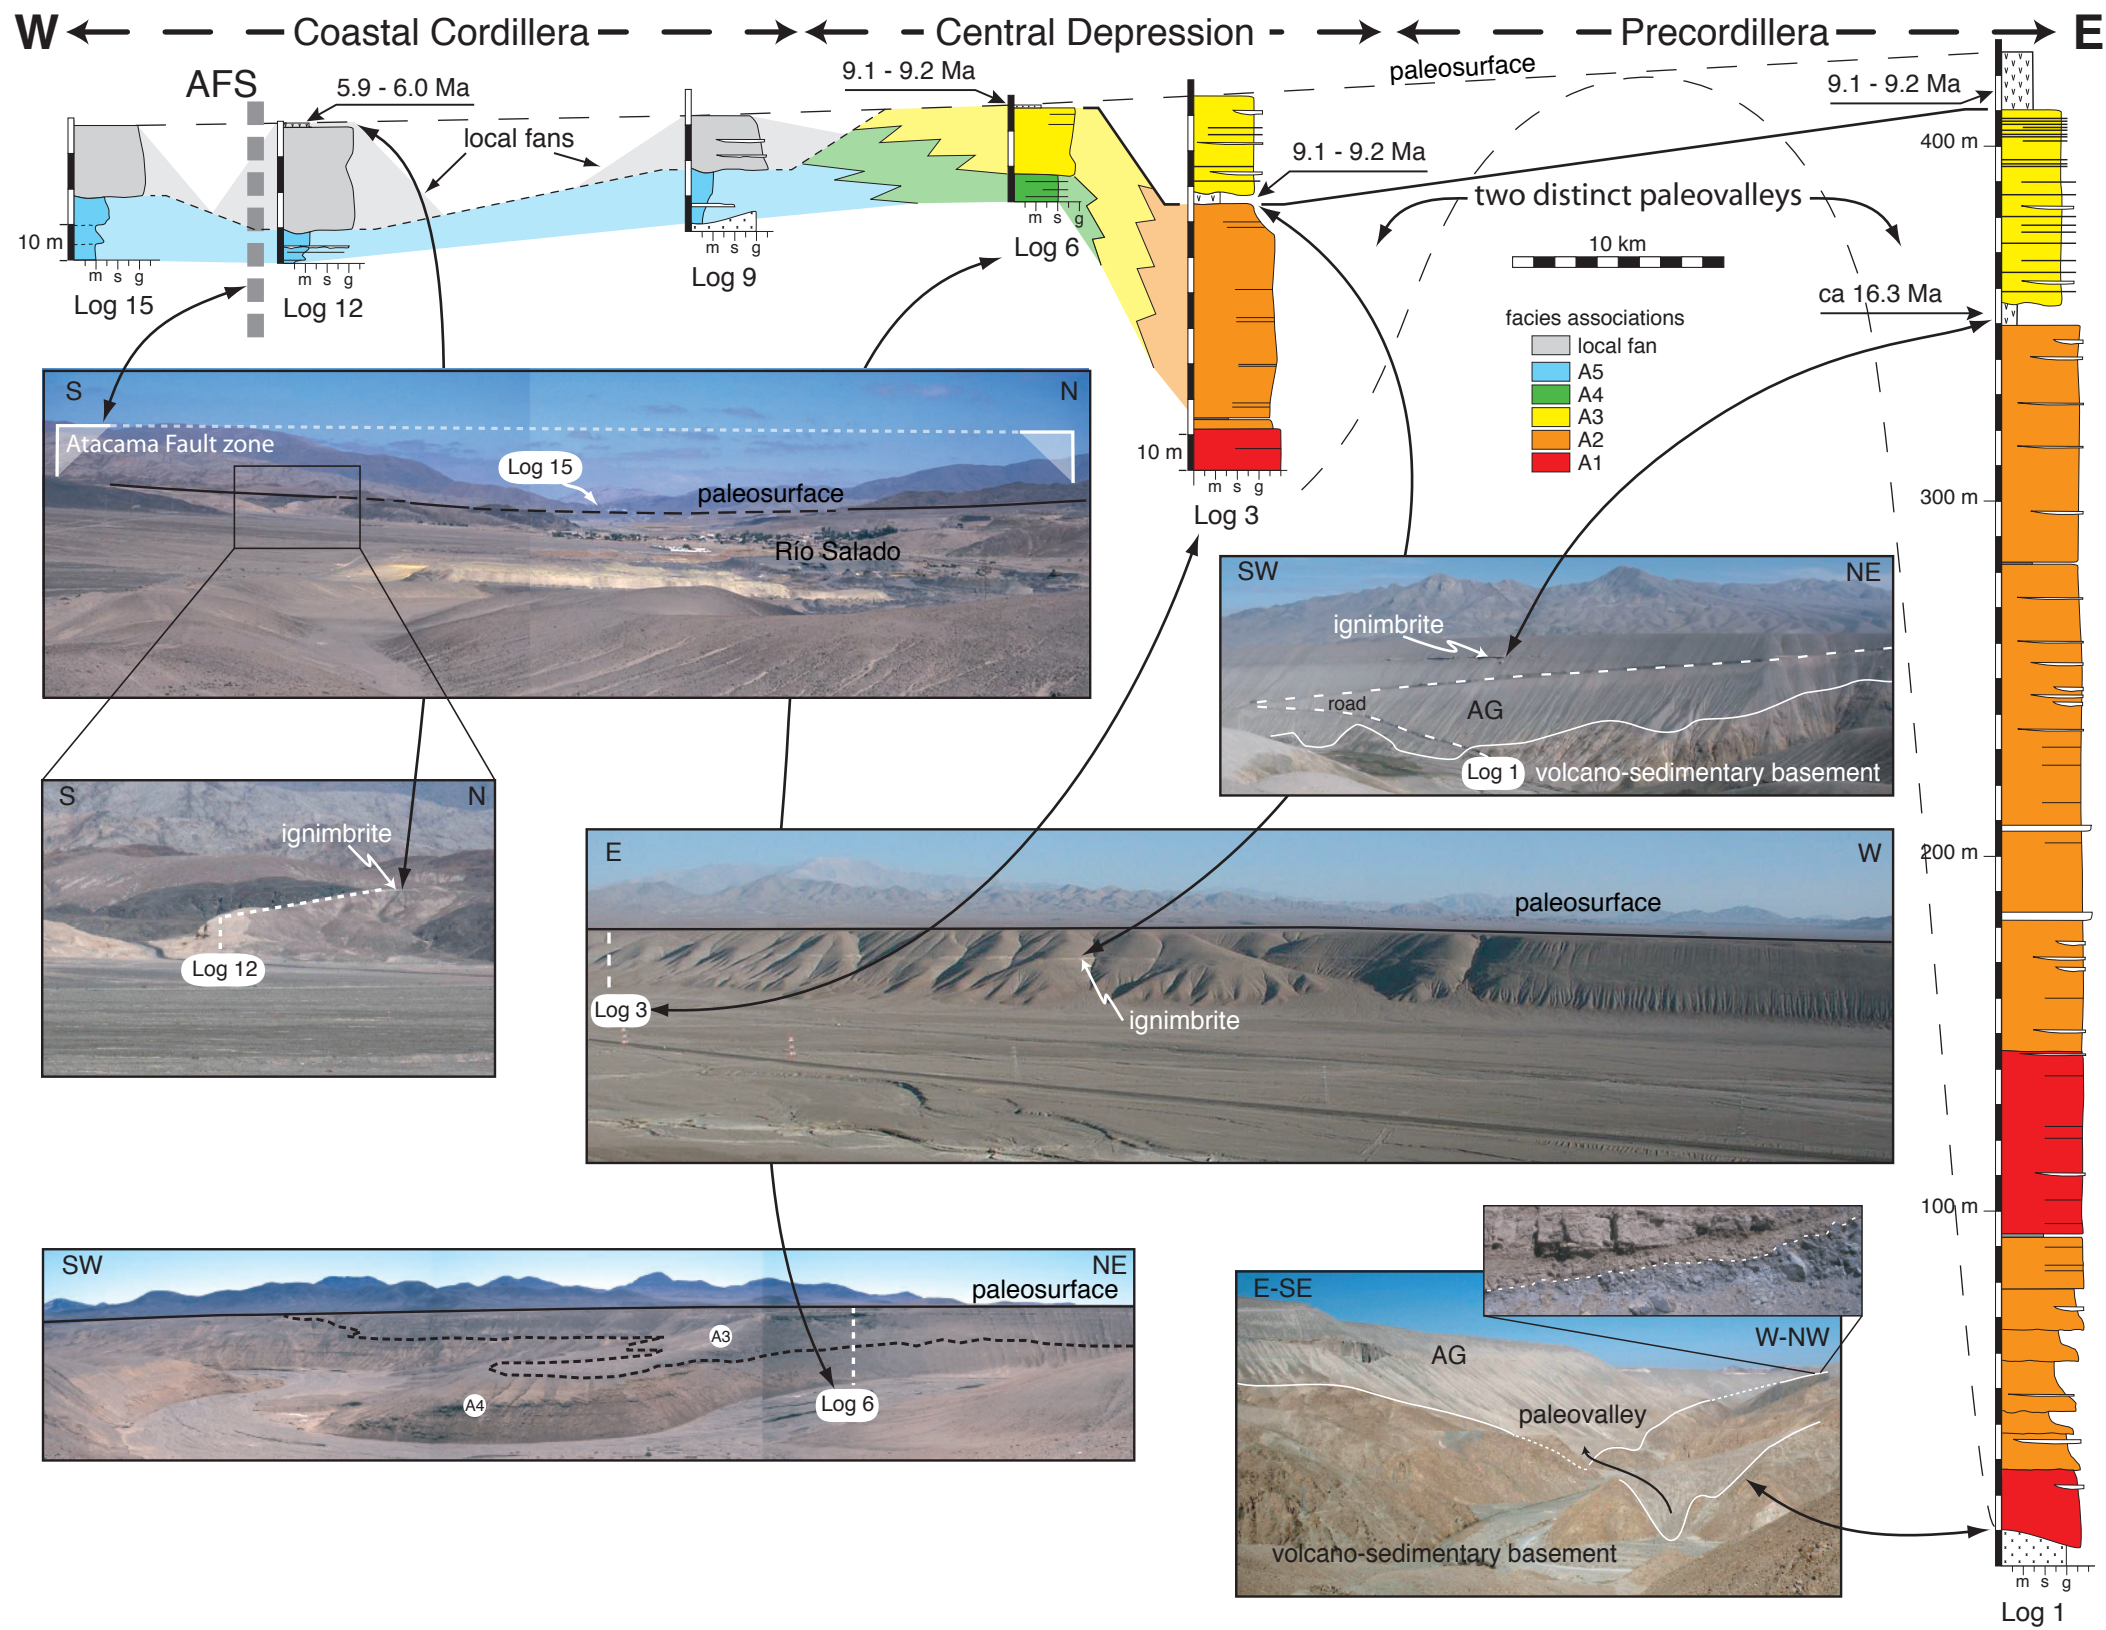 W
Coastal Cordillera
Central Depression
Precordillera
E
AFS
5.9 - 6.0 Ma
local fans
9.1 - 9.2 Ma
paleosurface
9.1 - 9.2 Ma
9.1 - 9.2 Ma
two distinct paleovalleys
10 km
ca 16.3 Ma
400 m
300 m
200 m
100 m
10 m
m s g
Log 15
m s g
Log 12
m s g
Log 9
m s g
Log 6
10 m
m s g
Log 3
facies associations
local fan
A5
A4
A3
A2
A1
S
N
Atacama Fault zone
Log 15
paleosurface
Río Salado
SW
NE
ignimbrite
road
AG
Log 1
volcano-sedimentary basement
S
N
ignimbrite
Log 12
E
W
paleosurface
Log 3
ignimbrite
SW
NE
paleosurface
A3
A4
Log 6
E-SE
W-NW
AG
paleovalley
volcano-sedimentary basement
m s g
Log 1